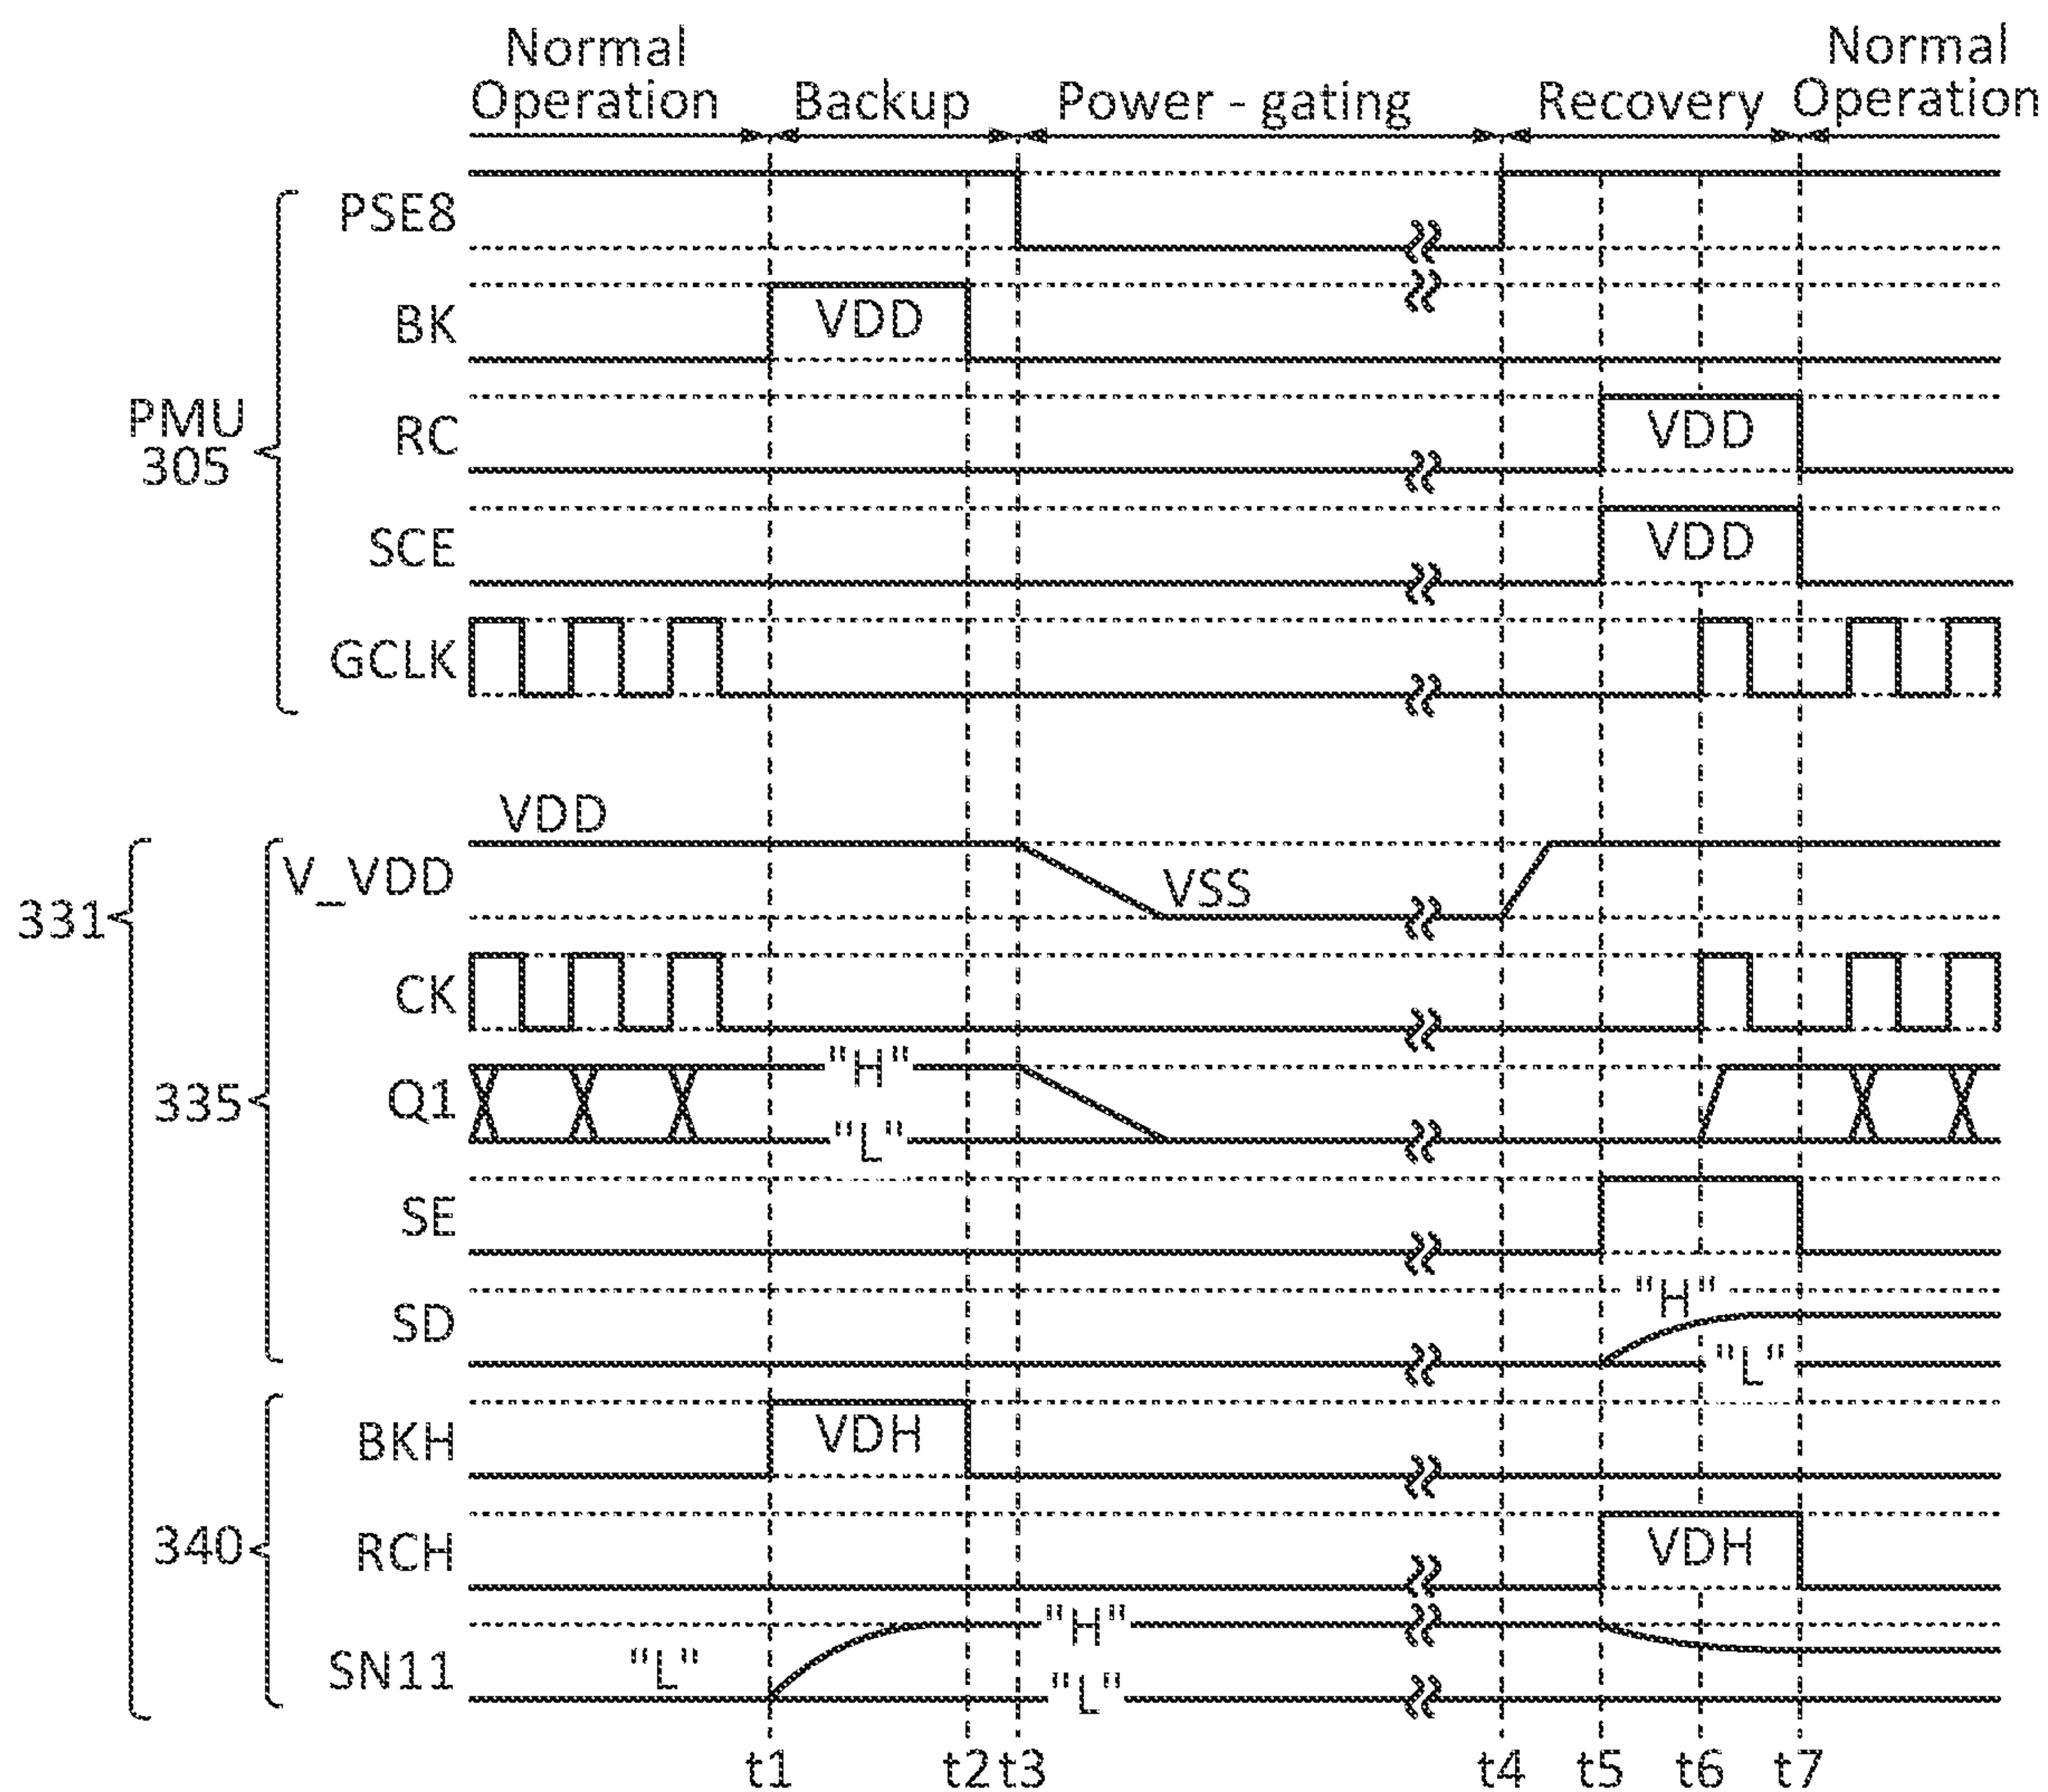 Normal
Operation
Backup
Power - gating
Recovery
Normal
Operation
PSE8
BK
VDD
PMU
305
RC
VDD
SCE
VDD
GCLK
VDD
V_VDD
VSS
331
CK
335
Q1
"H"
"L"
SE
SD
"H"
"L"
BKH
VDH
340
RCH
VDH
SN11
"L"
"H"
"L"
t1
t2
t3
t4
t5
t6
t7